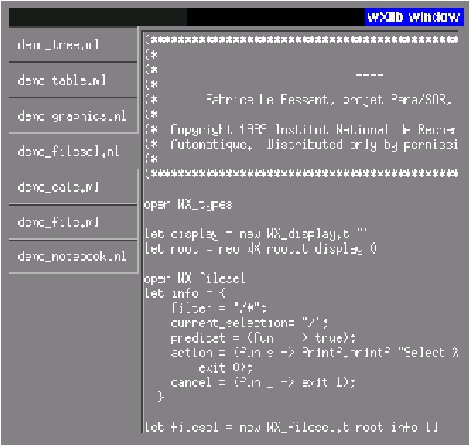 WXlib window
demo_tree.ml
demo_table.ml
demo_graphics.ml
demo_filesel.ml
demo_calc.ml
demo_file.ml
demo_notebook.ml
(***********************************
(*
(*
(*
(* Fabrice Le Fessant, projet Para/SOR,
(*
(* Copyright 1999 Institut National de Recher
(* Automatique. Distributed only by permissi
(*
(***********************************
open WX_types
let display = new WX_display.t ""
let root = new WX_root.t display 0
open WX_filesel
let info = {
filter = "/*";
current_selection= "/";
predicat = (fun _ -> true);
action = (fun s -> Printf.printf "Select %
exit 0);
cancel = (fun _ -> exit 1);
}
let filesel = new WX_filesel.t root info []